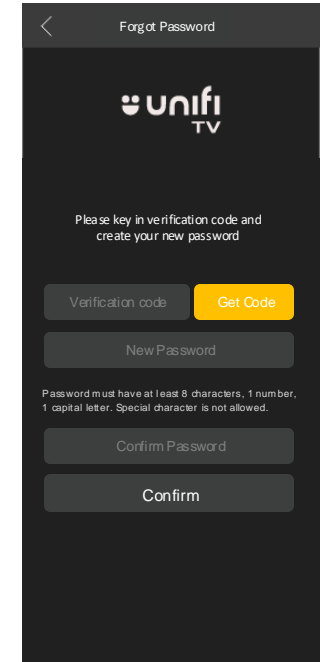 Forgot Password
unifi
TV
Please key in verification code and
create your new password
Verification code
Get Code
New Password
Password must have at least 8 characters, 1 number,
1 capital letter. Special character is not allowed.
Confirm Password
Confirm